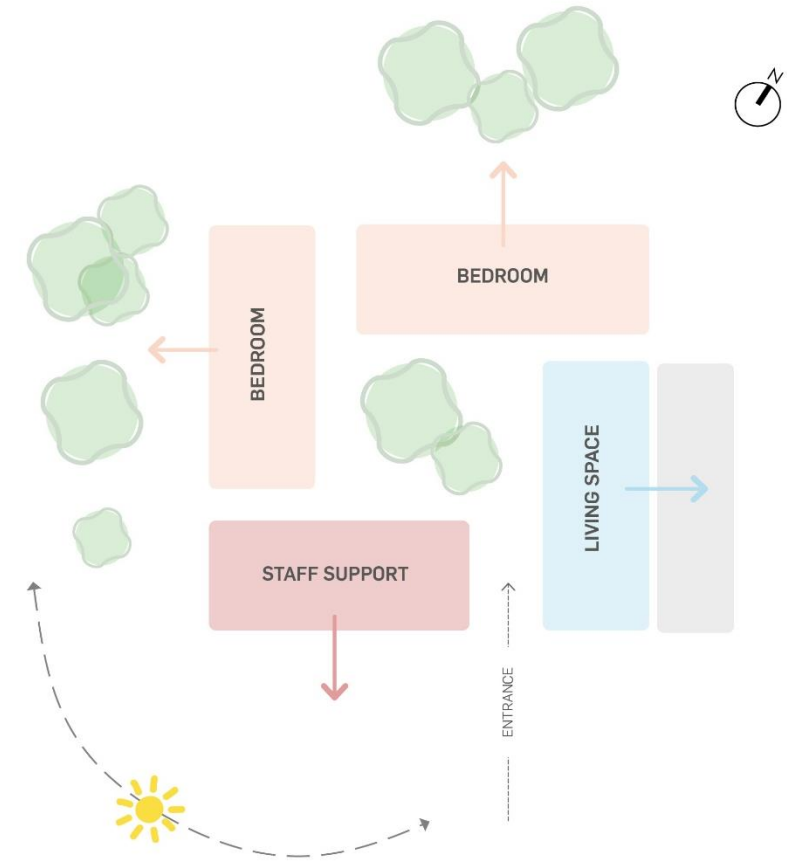 N
BEDROOM
BEDROOM
LIVING SPACE
STAFF SUPPORT
ENTRANCE